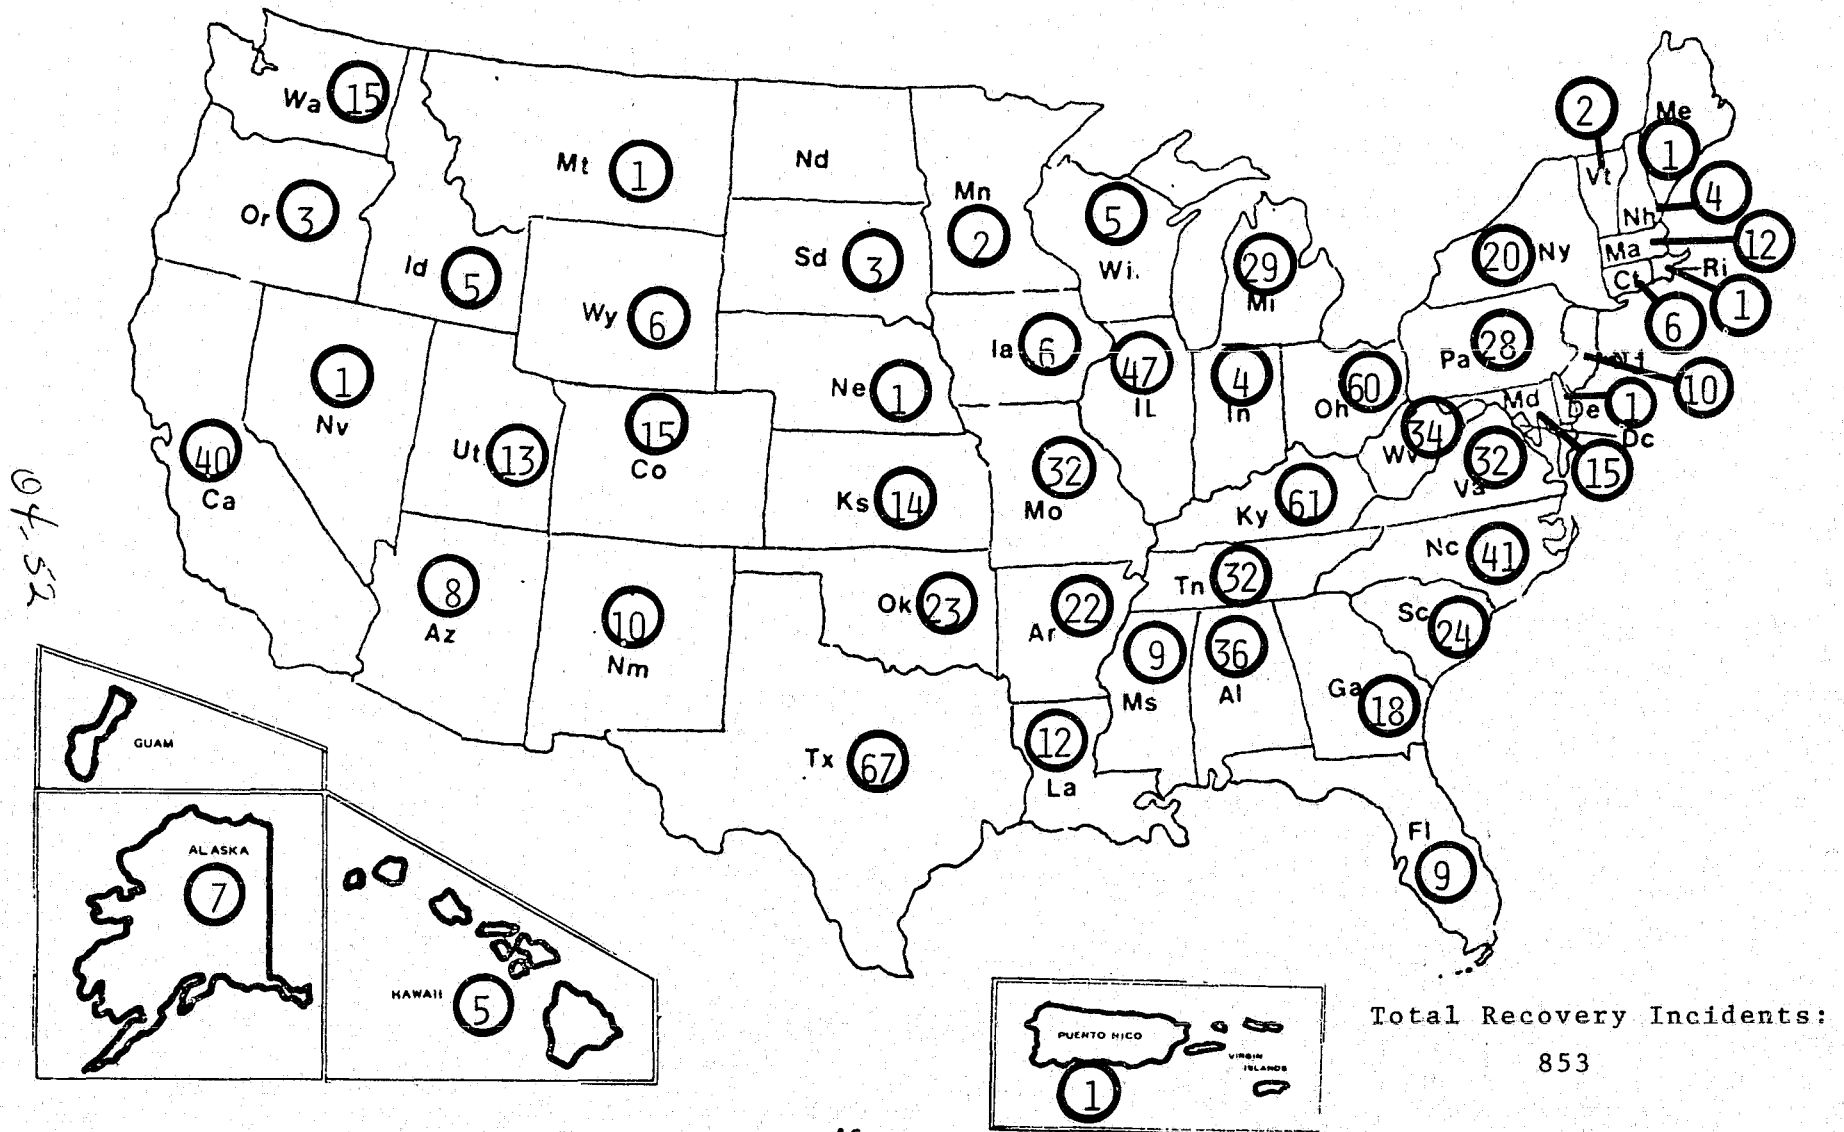 Wa 15
Or 3
Id 5
Mt 1
Nd
Mn 2
Sd 3
Wy 6
Wi. 5
29
Mi
2
Vt
Me
1
Nh 4
Ma 12
Ri 1
Ct 6
20 Ny
Pa 28
10
De 1
Md 15
Dc
Ne 1
Ia 6
47
IL
4
In
Oh 60
34
Wv
32
Va
1
Nv
Ut 13
15
Co
40
Ca
Ks 14
32
Mo
Ky 61
Nc 41
Tn 32
Sc 24
8
Az
10
Nm
Ok 23
Ar 22
9
Ms
36
Al
Ga 18
Tx 67
12
La
Fl
9
GUAM
ALASKA
7
HAWAII 5
PUENTO NICO
1
VIRGIN
ISLANDS
Total Recovery Incidents:
853